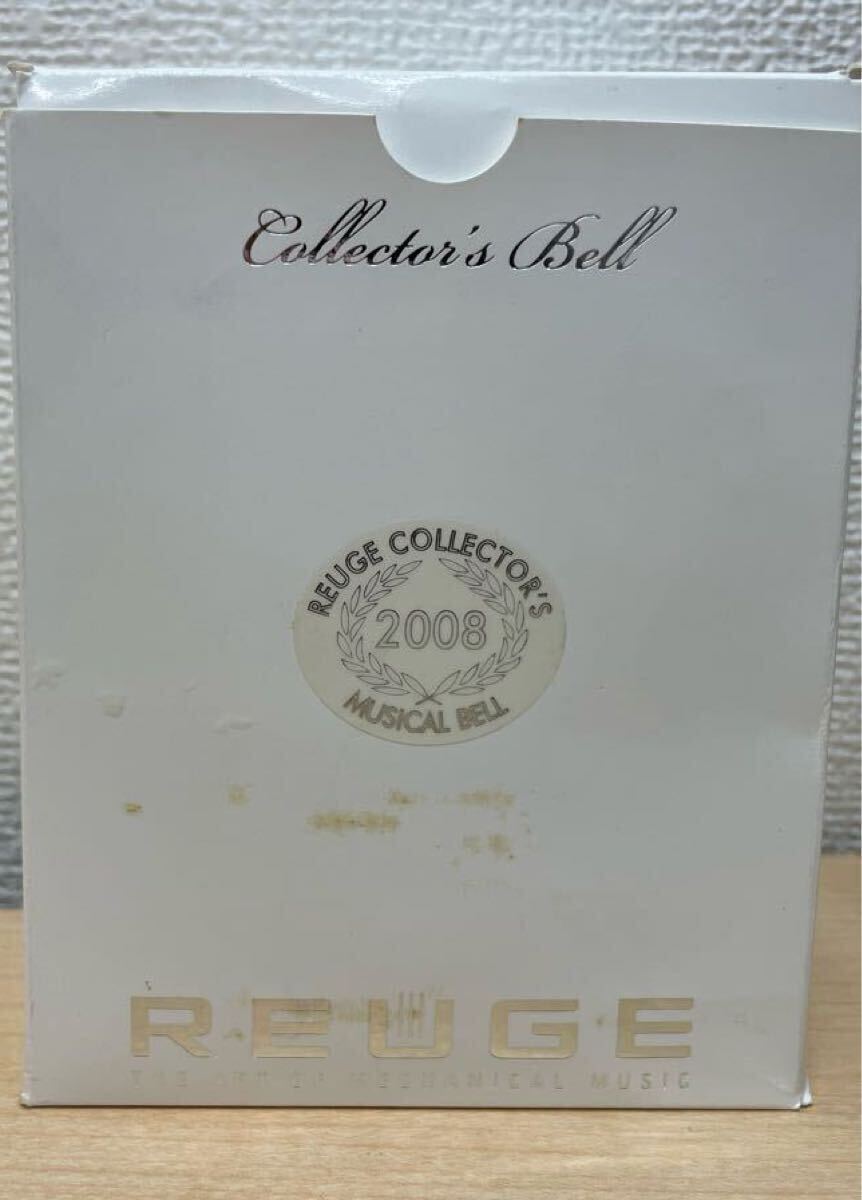 Collector's Bell
REUGE COLLECTOR'S
2008
MUSICAL BELL
REUGE
THE ART OF MECHANICAL MUSIC